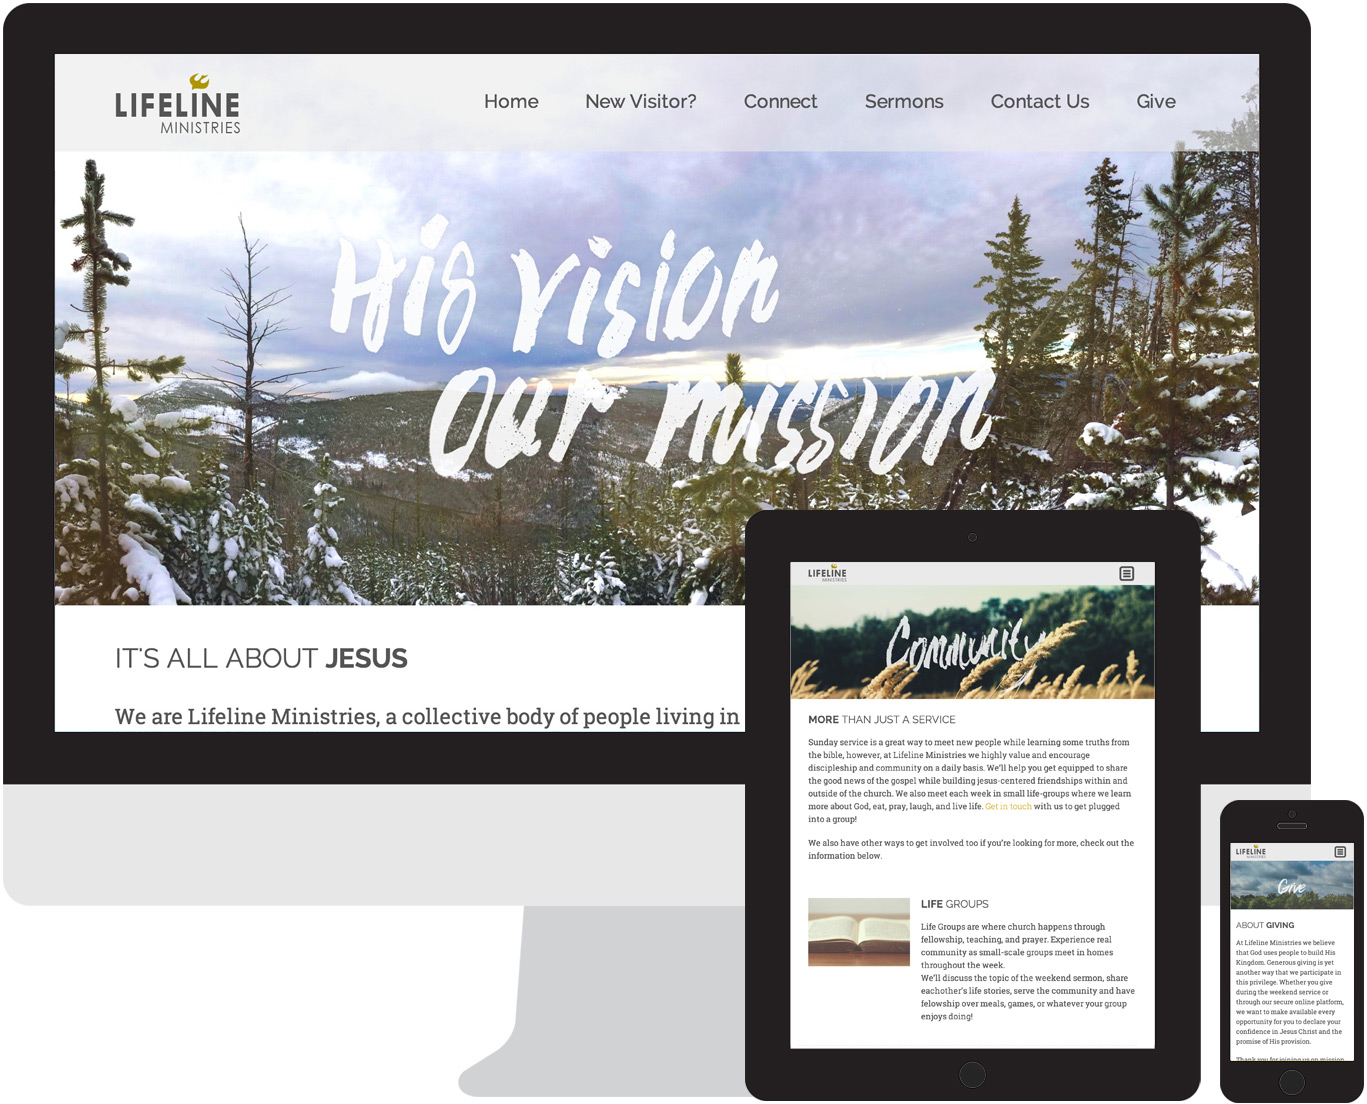 LIFELINE
MINISTRIES
Home New Visitor? Connect Sermons Contact Us Give
His vision
our mission
IT'S ALL ABOUT JESUS
We are Lifeline Ministries, a collective body of people living in
LIFELINE
MINISTRIES
Community
MORE THAN JUST A SERVICE
Sunday service is a great way to meet new people while learning some truths from
the bible, however, at Lifeline Ministries we highly value and encourage
discipleship and community on a daily basis. We'll help you get equipped to share
the good news of the gospel while building jesus-centered friendships within and
outside of the church. We also meet each week in small life-groups where we learn
more about God, eat, pray, laugh, and live life. Get in touch with us to get plugged
into a group!
We also have other ways to get involved too if you're looking for more, check out the
information below.
LIFE GROUPS
Life Groups are where church happens through
fellowship, teaching, and prayer. Experience real
community as small-scale groups meet in homes
throughout the week.
We'll discuss the topic of the weekend sermon, share
eachother's life stories, serve the community and have
felowship over meals, games, or whatever your group
enjoys doing!
LIFELINE
MINISTRIES
Give
ABOUT GIVING
At Lifeline Ministries we believe
that God uses people to build His
Kingdom. Generous giving is yet
another way that we participate in
this privilege. Whether you give
during the weekend service or
through our secure online platform,
we want to make available every
opportunity for you to declare your
confidence in Jesus Christ and the
promise of His provision.
Thank you for joining us on mission